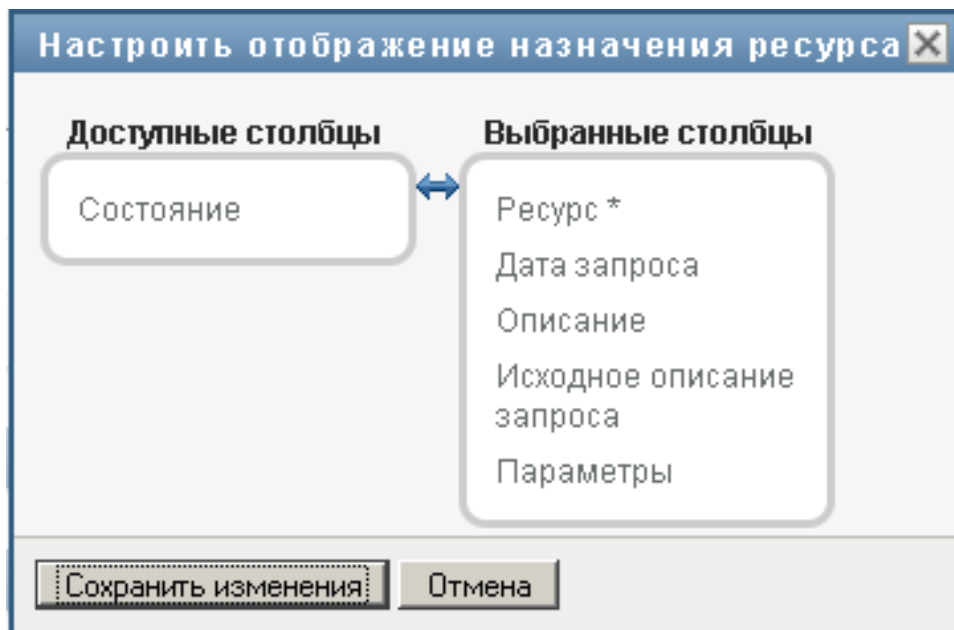 Настроить отображение назначения ресурса
Доступные столбцы
Выбранные столбцы
Состояние
Ресурс *
Дата запроса
Описание
Исходное описание
запроса
Параметры
Сохранить изменения
Отмена